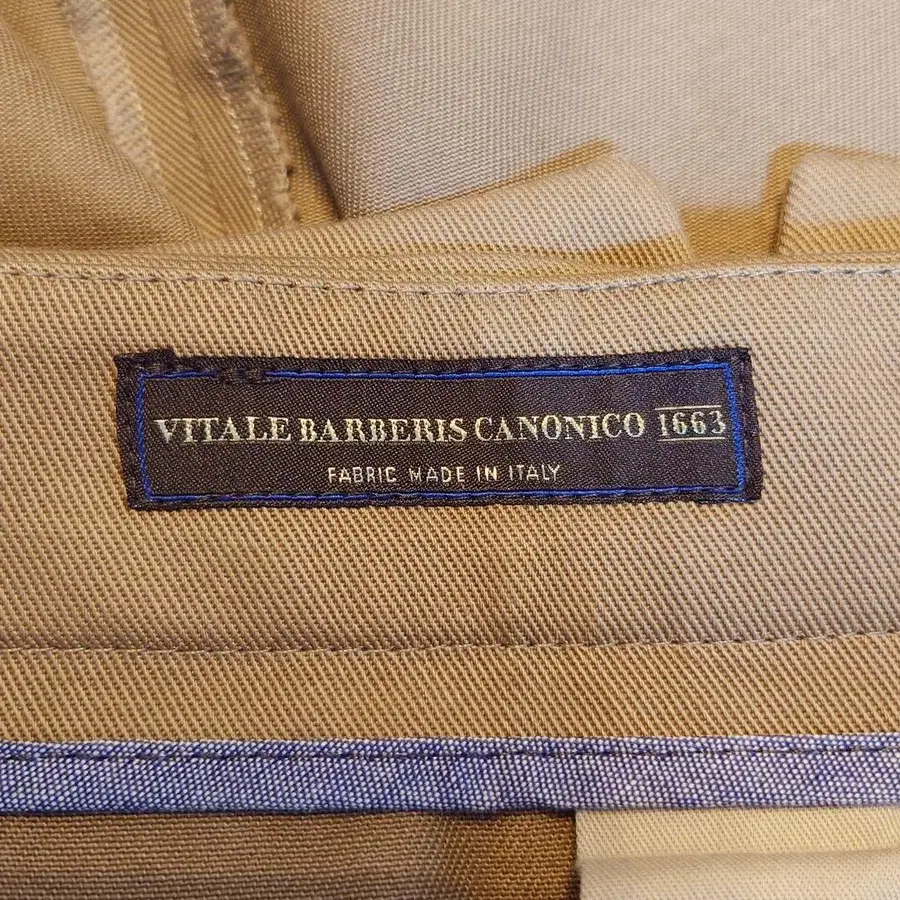 VITALE BARBERIS CANONICO 1663
FABRIC MADE IN ITALY